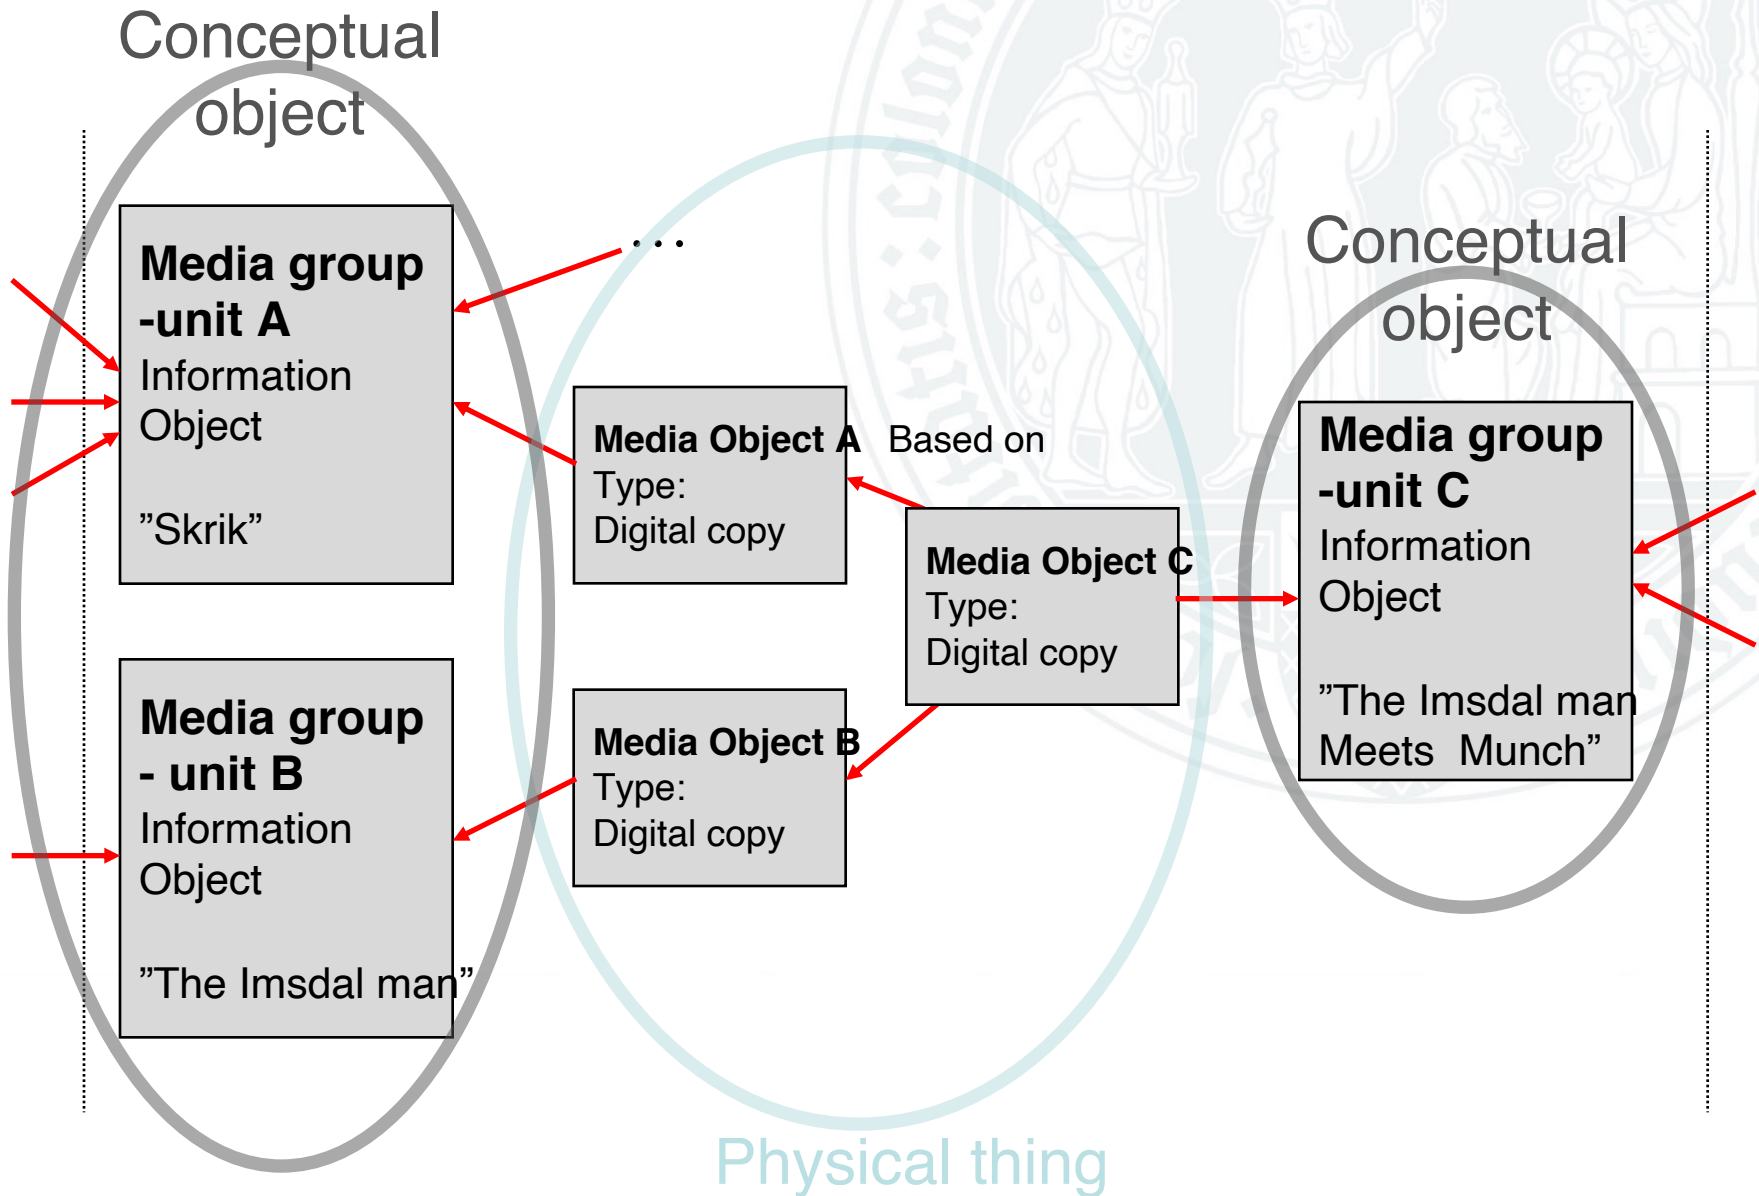 Conceptual
object
Media group
-unit A
Information
Object
”Skrik”
Media group
- unit B
Information
Object
”The Imsdal man”
. . .
Media Object A
Type:
Digital copy
Based on
Media Object B
Type:
Digital copy
Media Object C
Type:
Digital copy
Physical thing
Conceptual
object
Media group
-unit C
Information
Object
”The Imsdal man
Meets Munch”